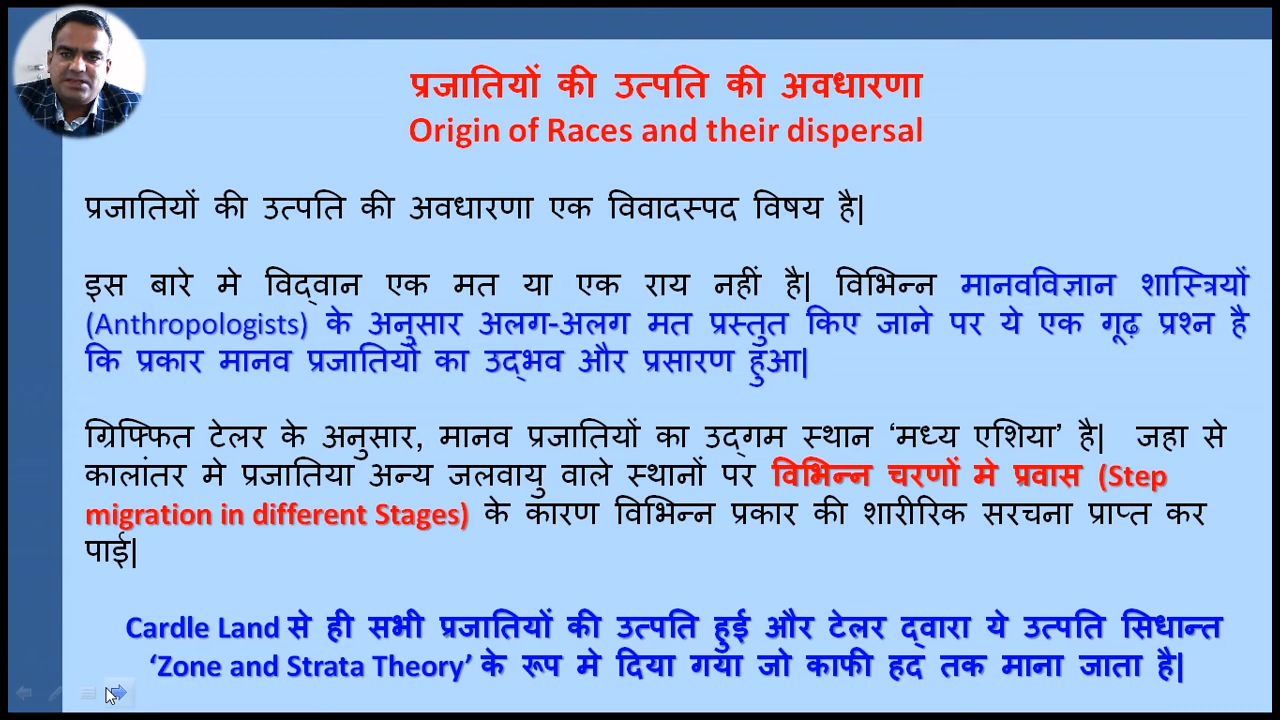 प्रजातियों की उत्पति की अवधारणा
Origin of Races and their dispersal
प्रजातियों की उत्पति की अवधारणा एक विवादस्पद विषय है|
इस बारे मे विद्वान एक मत या एक राय नहीं है| विभिन्न मानवविज्ञान शास्त्रियों
(Anthropologists) के अनुसार अलग-अलग मत प्रस्तुत किए जाने पर ये एक गूढ़ प्रश्न है
कि प्रकार मानव प्रजातियों का उद्भव और प्रसारण हुआ|
ग्रिफ्फित टेलर के अनुसार, मानव प्रजातियों का उद्गम स्थान ‘मध्य एशिया’ है| जहा से
कालांतर मे प्रजातिया अन्य जलवायु वाले स्थानों पर विभिन्न चरणों मे प्रवास (Step
migration in different Stages) के कारण विभिन्न प्रकार की शारीरिक सरचना प्राप्त कर
पाई|
Cardle Land से ही सभी प्रजातियों की उत्पति हुई और टेलर द्वारा ये उत्पति सिधान्त
‘Zone and Strata Theory’ के रूप मे दिया गया जो काफी हद तक माना जाता है|